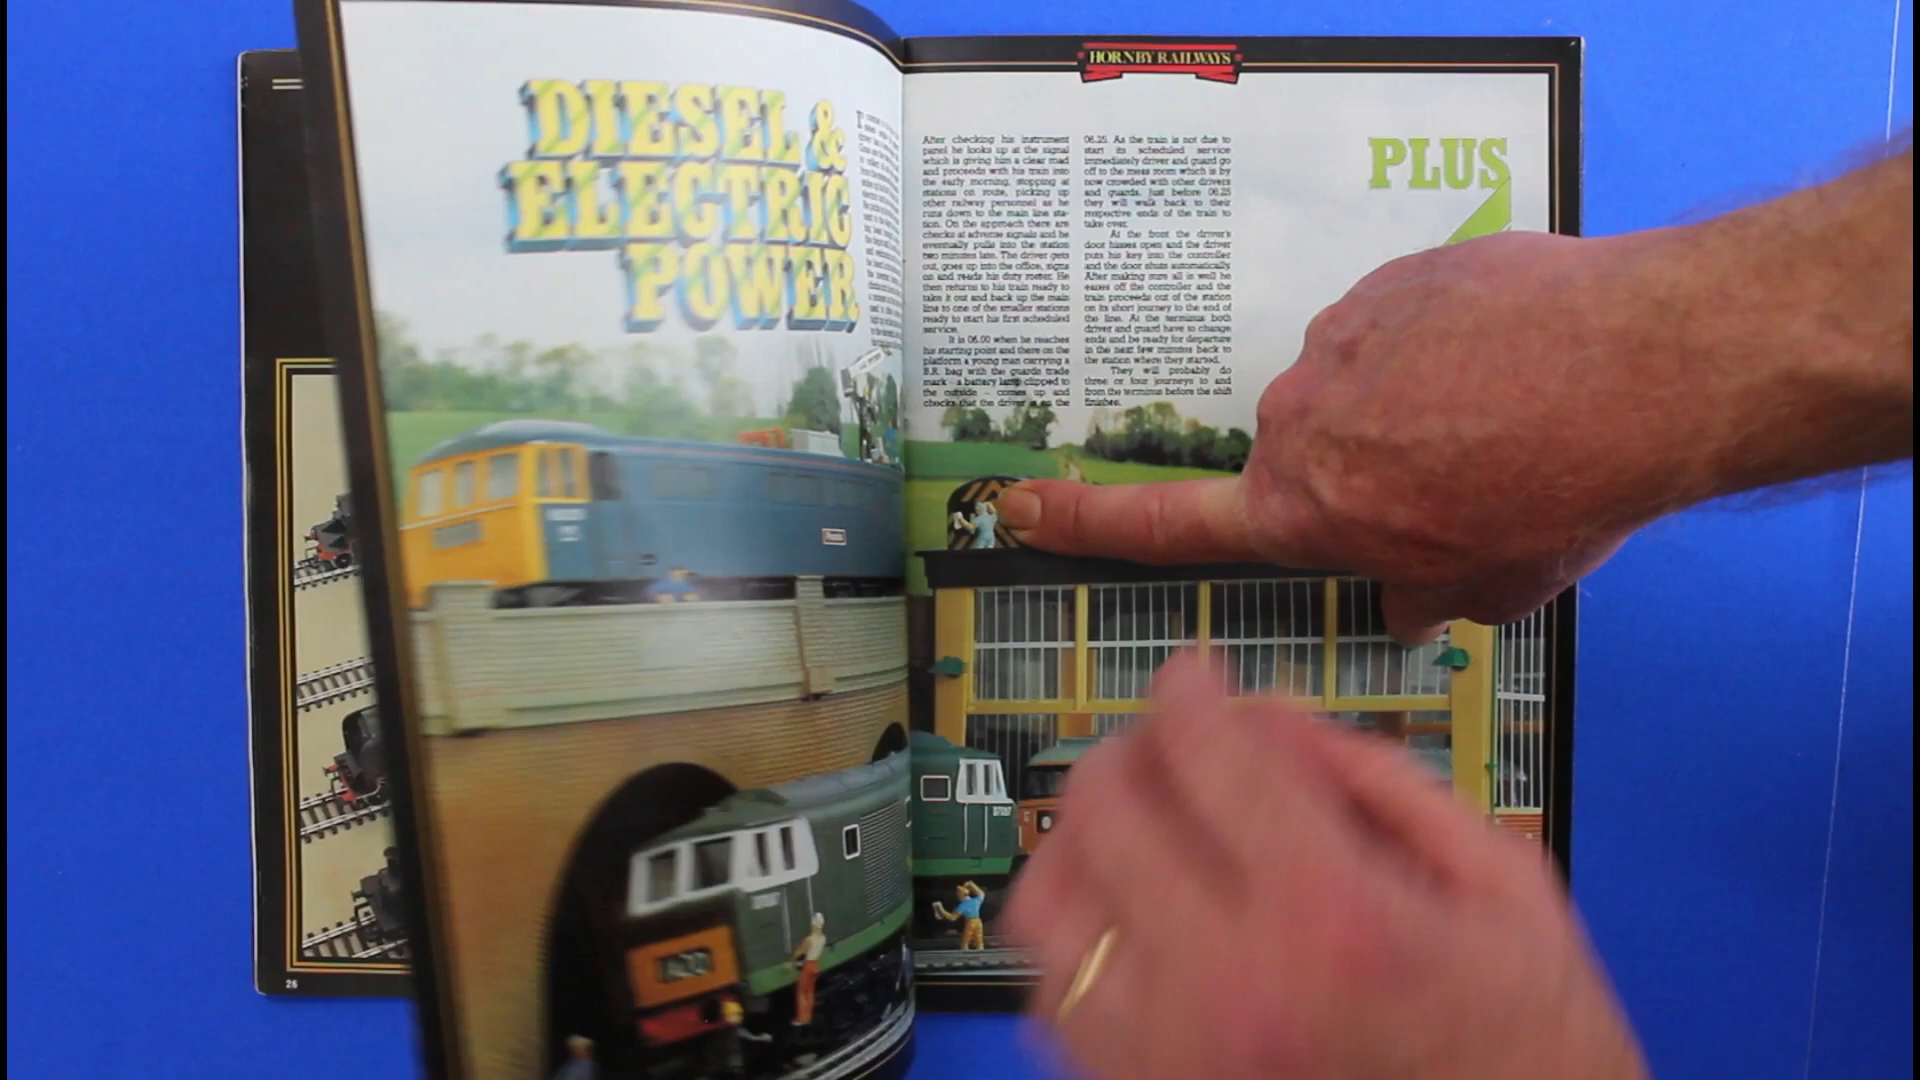 DIESEL &
ELECTRIC
POWER
HORNBY RAILWAYS
After checking his instrument
panel he looks up at the signal
which is giving him a clear road
and proceeds with his train into
the early morning, stopping at
stations on route, picking up
other railway personnel as he
runs down to the main line sta-
tion. On the approach there are
checks at adverse signals and he
eventually pulls into the station
two minutes late. The driver gets
out, goes up into the office, signs
on and reads his duty roster. He
then returns to his train ready to
take it out and back up the main
line to one of the smaller stations
ready to start his first scheduled
service.
It is 06.00 when he reaches
his starting point and there on the
platform a young man carrying a
B.R. bag with the guards trade
mark – a battery lamp clipped to
the outside – comes up and
checks that the driver is on the
06.25. As the train is not due to
start its scheduled service
immediately driver and guard go
off to the mess room which is by
now crowded with other drivers
and guards. Just before 06.25
they will walk back to their
respective ends of the train to
take over.
At the front the driver's
door hisses open and the driver
puts his key into the controller
and the door shuts automatically.
After making sure all is well he
eases off the controller and the
train proceeds out of the station
on its short journey to the end of
the line. At the terminus both
driver and guard have to change
ends and be ready for departure
in the next few minutes back to
the station where they started.
They will probably do
three or four journeys to and
from the terminus before the shift
finishes.
PLUS
26